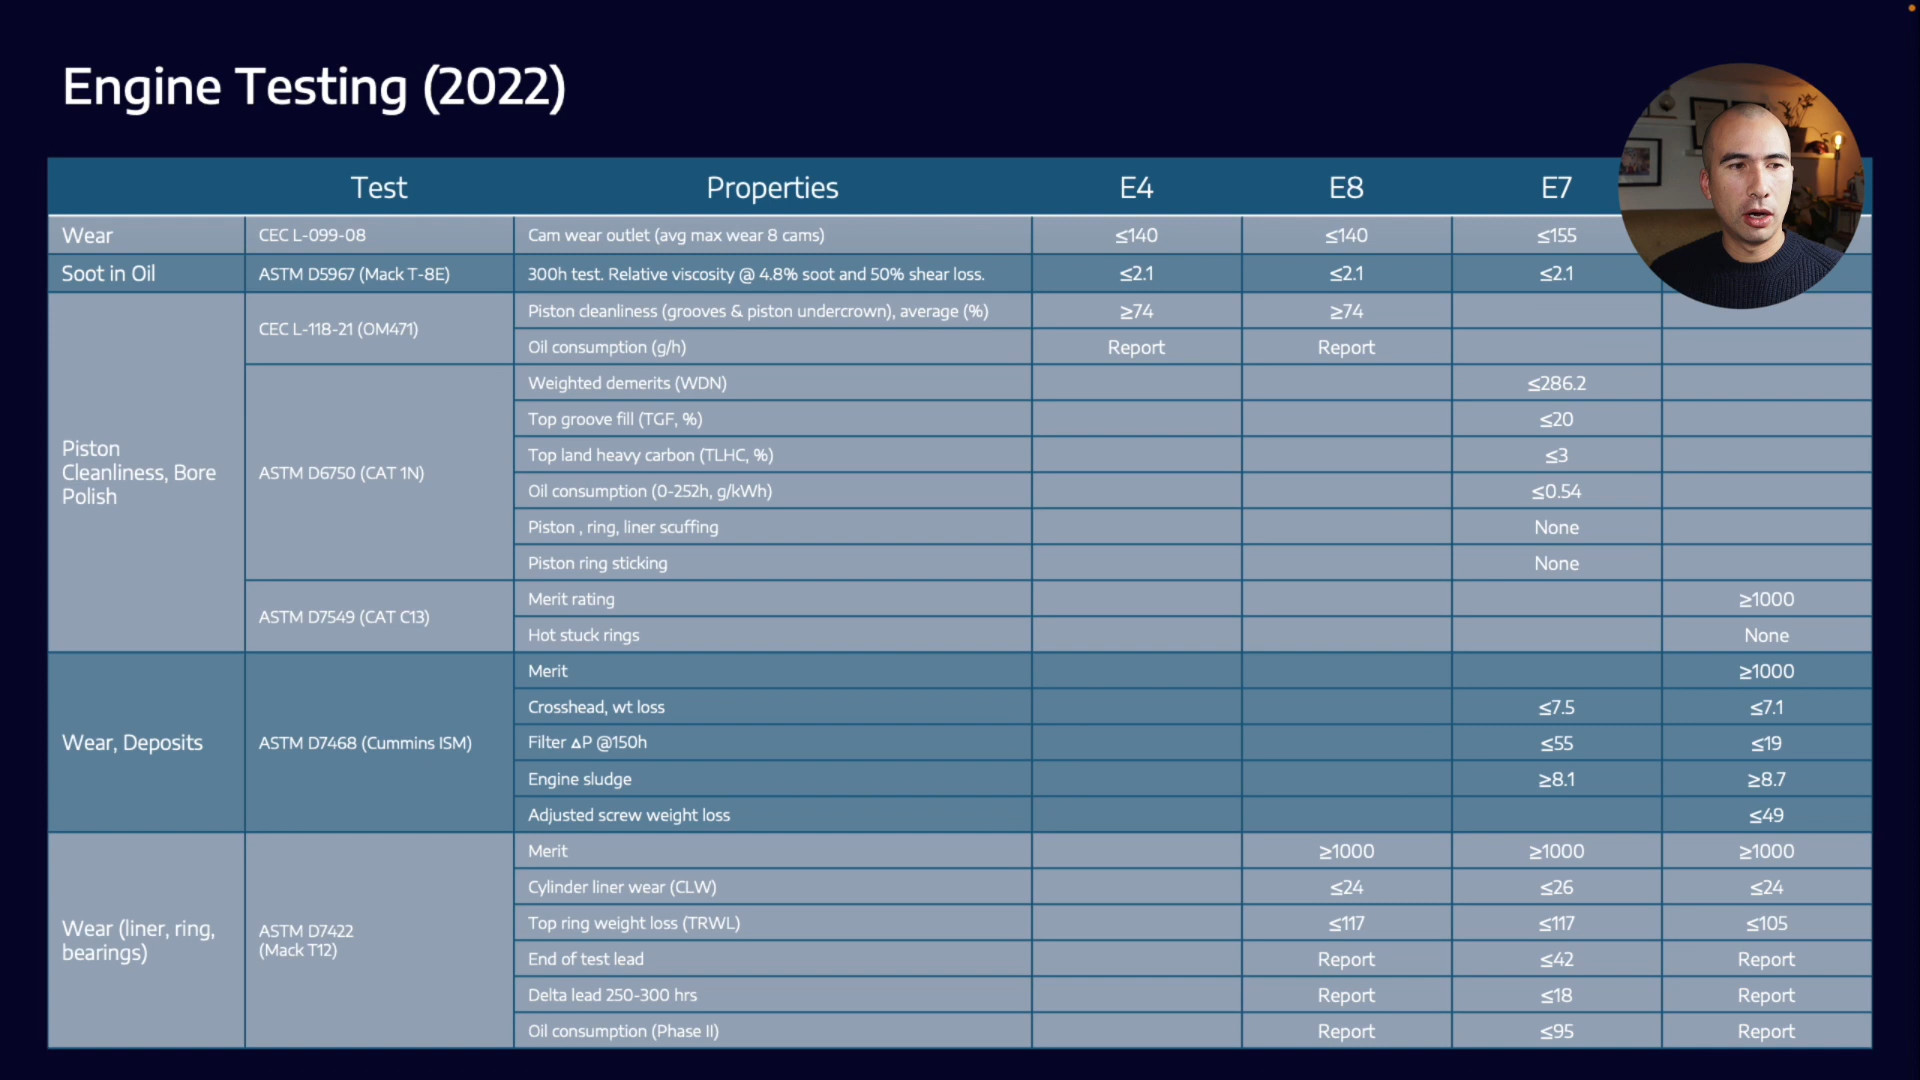 Engine Testing (2022)
Test Properties E4 E8 E7
Wear CEC L-099-08 Cam wear outlet (avg max wear 8 cams) ≤140 ≤140 ≤155
Soot in Oil ASTM D5967 (Mack T-8E) 300h test. Relative viscosity @ 4.8% soot and 50% shear loss. ≤2.1 ≤2.1 ≤2.1
Piston
Cleanliness, Bore
Polish
CEC L-118-21 (OM471)
Piston cleanliness (grooves & piston undercrown), average (%) ≥74 ≥74
Oil consumption (g/h) Report Report
ASTM D6750 (CAT 1N)
Weighted demerits (WDN) ≤286.2
Top groove fill (TGF, %) ≤20
Top land heavy carbon (TLHC, %) ≤3
Oil consumption (0-252h, g/kWh) ≤0.54
Piston , ring, liner scuffing None
Piston ring sticking None
ASTM D7549 (CAT C13)
Merit rating ≥1000
Hot stuck rings None
Wear, Deposits
ASTM D7468 (Cummins ISM)
Merit ≥1000
Crosshead, wt loss ≤7.5 ≤7.1
Filter ΔP @150h ≤55 ≤19
Engine sludge ≥8.1 ≥8.7
Adjusted screw weight loss ≤49
Wear (liner, ring,
bearings)
ASTM D7422
(Mack T12)
Merit ≥1000 ≥1000 ≥1000
Cylinder liner wear (CLW) ≤24 ≤26 ≤24
Top ring weight loss (TRWL) ≤117 ≤117 ≤105
End of test lead Report ≤42 Report
Delta lead 250-300 hrs Report ≤18 Report
Oil consumption (Phase II) Report ≤95 Report